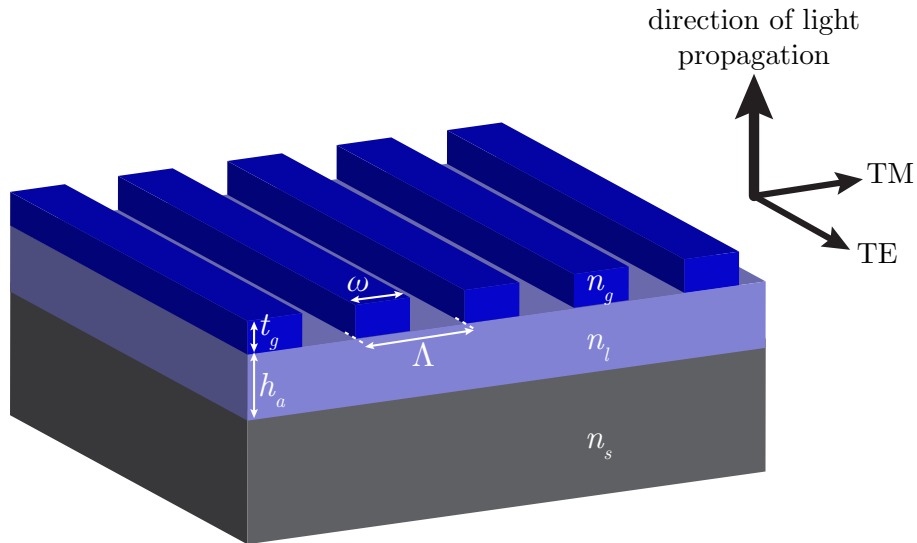 direction of light
propagation
TM
TE
ω
n_g
t_g
Λ
n_l
h_a
n_s